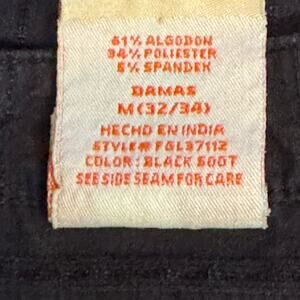 61% ALGODON
34% POLIESTER
5% SPANDEX
DAMAS
M (32/34)
HECHO EN INDIA
STYLE# FGL37112
COLOR: BLACK SOOT
SEE SIDE SEAM FOR CARE